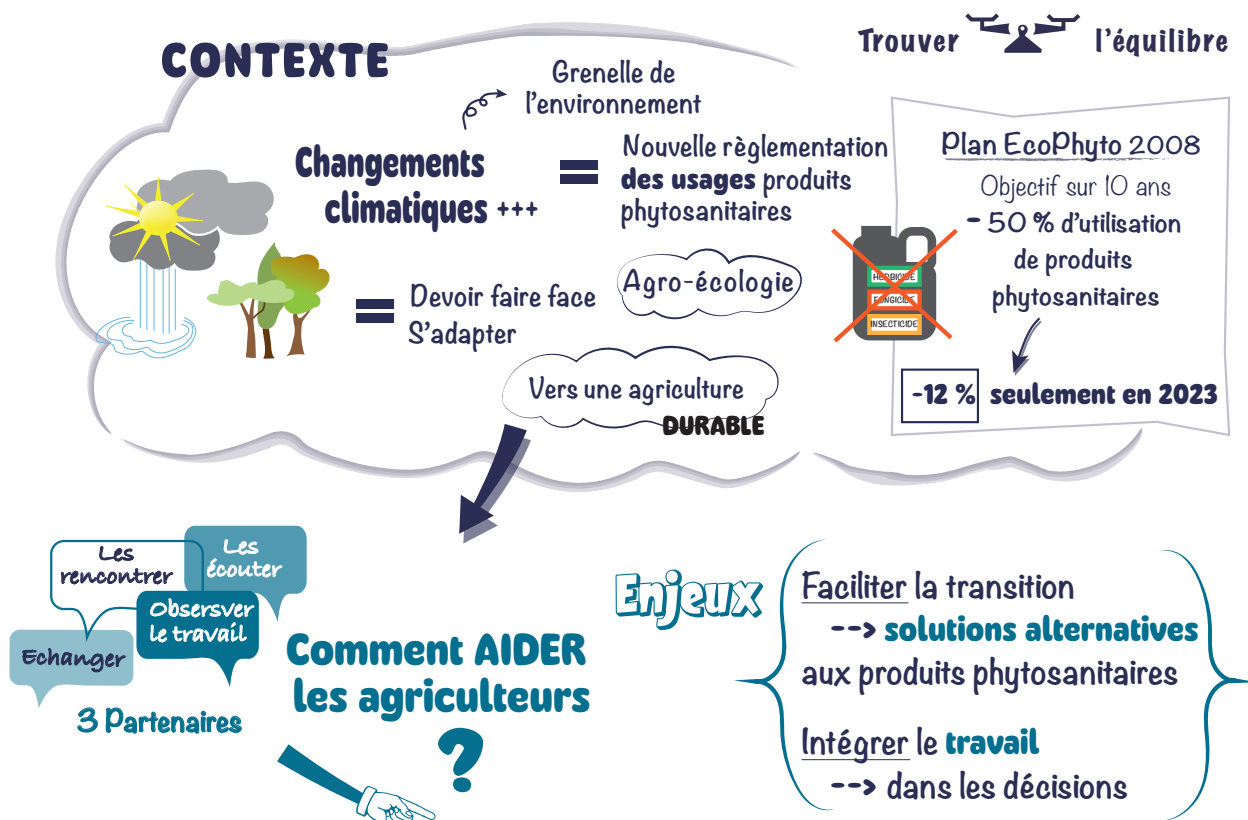 CONTEXTE
Trouver l'équilibre
Grenelle de
l'environnement
Changements
climatiques +++
=
Nouvelle règlementation
des usages produits
phytosanitaires
=
Devoir faire face
S'adapter
Agro-écologie
Vers une agriculture
DURABLE
Plan EcoPhyto 2008
Objectif sur 10 ans
- 50 % d'utilisation
de produits
phytosanitaires
HERBICIDE
FONGICIDE
INSECTICIDE
-12 % seulement en 2023
Les
rencontrer
Les
écouter
Obsersver
le travail
Echanger
3 Partenaires
Comment AIDER
les agriculteurs
?
Enjeux
Faciliter la transition
--> solutions alternatives
aux produits phytosanitaires
Intégrer le travail
--> dans les décisions